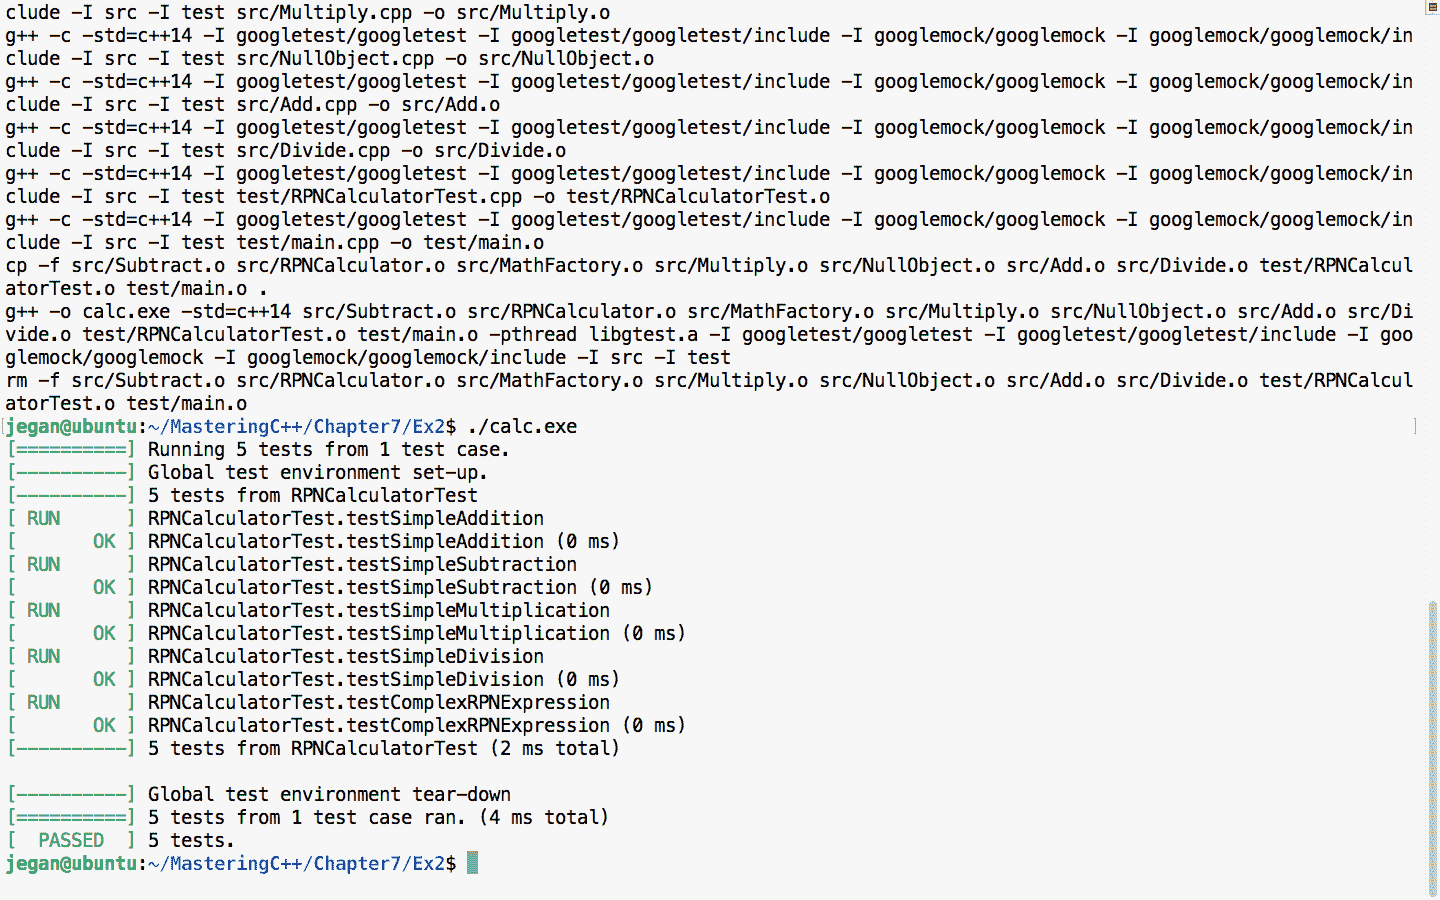 clude -I src -I test src/Multiply.cpp -o src/Multiply.o
g++ -c -std=c++14 -I googletest/googletest -I googletest/googletest/include -I googlemock/googlemock -I googlemock/googlemock/in
clude -I src -I test src/NullObject.cpp -o src/NullObject.o
g++ -c -std=c++14 -I googletest/googletest -I googletest/googletest/include -I googlemock/googlemock -I googlemock/googlemock/in
clude -I src -I test src/Add.cpp -o src/Add.o
g++ -c -std=c++14 -I googletest/googletest -I googletest/googletest/include -I googlemock/googlemock -I googlemock/googlemock/in
clude -I src -I test src/Divide.cpp -o src/Divide.o
g++ -c -std=c++14 -I googletest/googletest -I googletest/googletest/include -I googlemock/googlemock -I googlemock/googlemock/in
clude -I src -I test test/RPNCalculatorTest.cpp -o test/RPNCalculatorTest.o
g++ -c -std=c++14 -I googletest/googletest -I googletest/googletest/include -I googlemock/googlemock -I googlemock/googlemock/in
clude -I src -I test test/main.cpp -o test/main.o
cp -f src/Subtract.o src/RPNCalculator.o src/MathFactory.o src/Multiply.o src/NullObject.o src/Add.o src/Divide.o test/RPNCalcul
atorTest.o test/main.o .
g++ -o calc.exe -std=c++14 src/Subtract.o src/RPNCalculator.o src/MathFactory.o src/Multiply.o src/NullObject.o src/Add.o src/Di
vide.o test/RPNCalculatorTest.o test/main.o -pthread libgtest.a -I googletest/googletest -I googletest/googletest/include -I goo
glemock/googlemock -I googlemock/googlemock/include -I src -I test
rm -f src/Subtract.o src/RPNCalculator.o src/MathFactory.o src/Multiply.o src/NullObject.o src/Add.o src/Divide.o test/RPNCalcul
atorTest.o test/main.o
jegan@ubuntu:~/MasteringC++/Chapter7/Ex2$ ./calc.exe
[==========] Running 5 tests from 1 test case.
[----------] Global test environment set-up.
[----------] 5 tests from RPNCalculatorTest
[ RUN      ] RPNCalculatorTest.testSimpleAddition
[       OK ] RPNCalculatorTest.testSimpleAddition (0 ms)
[ RUN      ] RPNCalculatorTest.testSimpleSubtraction
[       OK ] RPNCalculatorTest.testSimpleSubtraction (0 ms)
[ RUN      ] RPNCalculatorTest.testSimpleMultiplication
[       OK ] RPNCalculatorTest.testSimpleMultiplication (0 ms)
[ RUN      ] RPNCalculatorTest.testSimpleDivision
[       OK ] RPNCalculatorTest.testSimpleDivision (0 ms)
[ RUN      ] RPNCalculatorTest.testComplexRPNExpression
[       OK ] RPNCalculatorTest.testComplexRPNExpression (0 ms)
[----------] 5 tests from RPNCalculatorTest (2 ms total)

[----------] Global test environment tear-down
[==========] 5 tests from 1 test case ran. (4 ms total)
[  PASSED  ] 5 tests.
jegan@ubuntu:~/MasteringC++/Chapter7/Ex2$